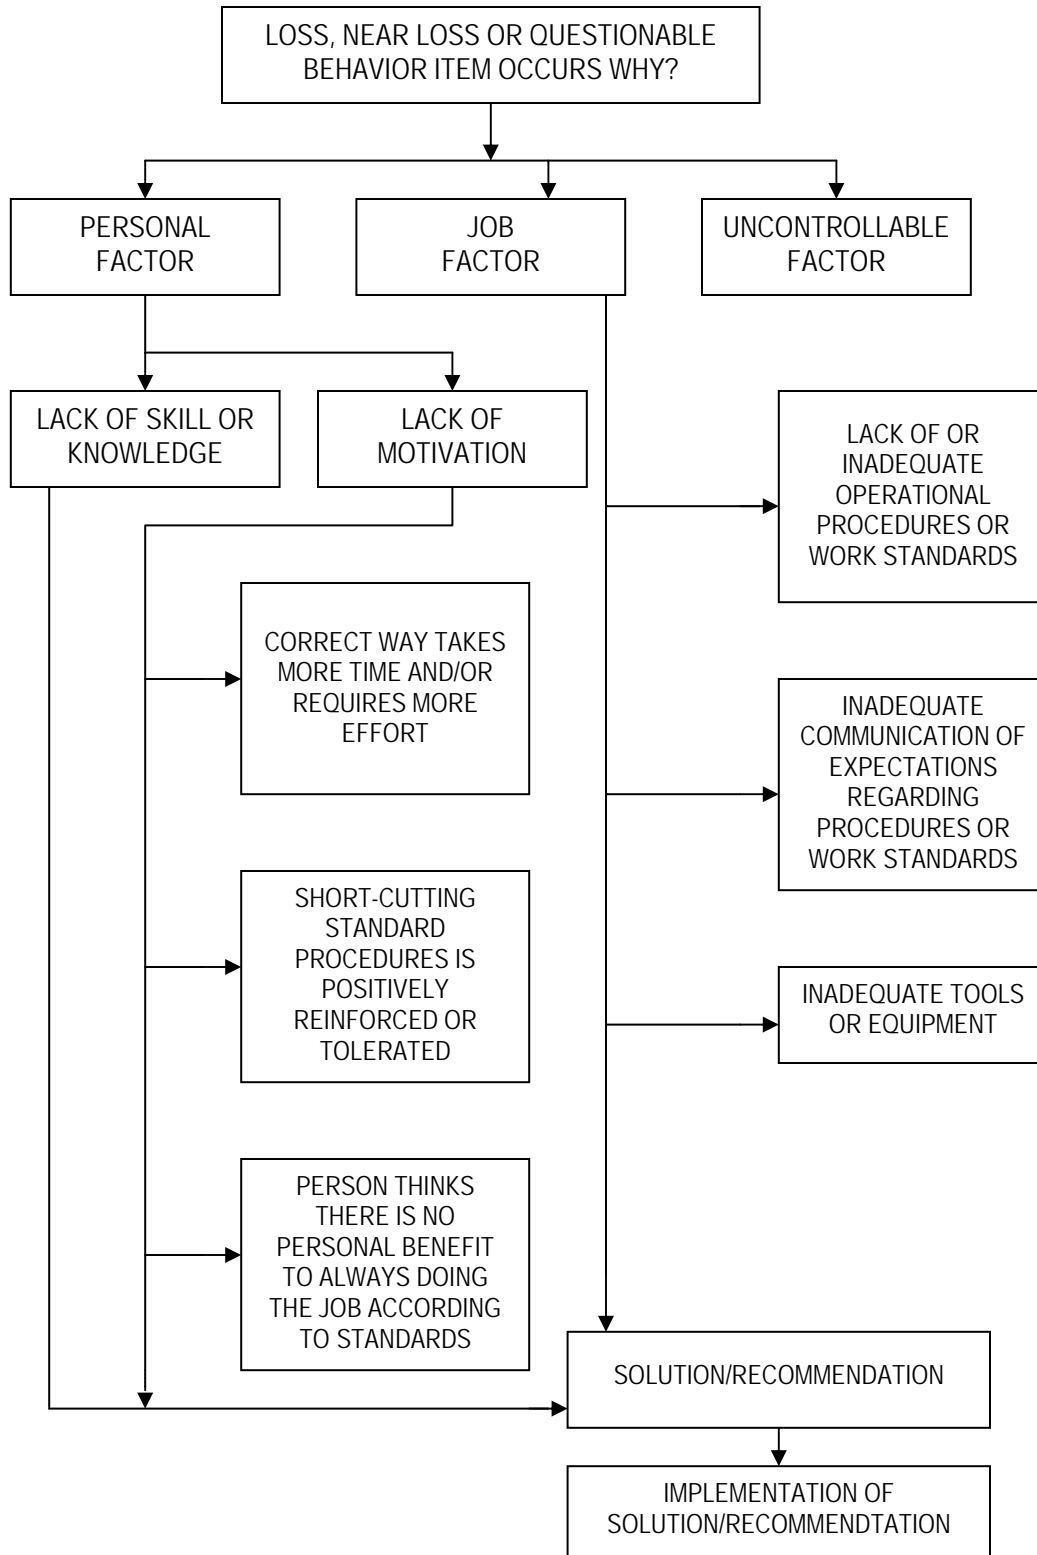 LOSS, NEAR LOSS OR QUESTIONABLE
BEHAVIOR ITEM OCCURS WHY?
PERSONAL
FACTOR
JOB
FACTOR
UNCONTROLLABLE
FACTOR
LACK OF SKILL OR
KNOWLEDGE
LACK OF
MOTIVATION
LACK OF OR
INADEQUATE
OPERATIONAL
PROCEDURES OR
WORK STANDARDS
CORRECT WAY TAKES
MORE TIME AND/OR
REQUIRES MORE
EFFORT
INADEQUATE
COMMUNICATION OF
EXPECTATIONS
REGARDING
PROCEDURES OR
WORK STANDARDS
SHORT-CUTTING
STANDARD
PROCEDURES IS
POSITIVELY
REINFORCED OR
TOLERATED
INADEQUATE TOOLS
OR EQUIPMENT
PERSON THINKS
THERE IS NO
PERSONAL BENEFIT
TO ALWAYS DOING
THE JOB ACCORDING
TO STANDARDS
SOLUTION/RECOMMENDATION
IMPLEMENTATION OF
SOLUTION/RECOMMENDTATION